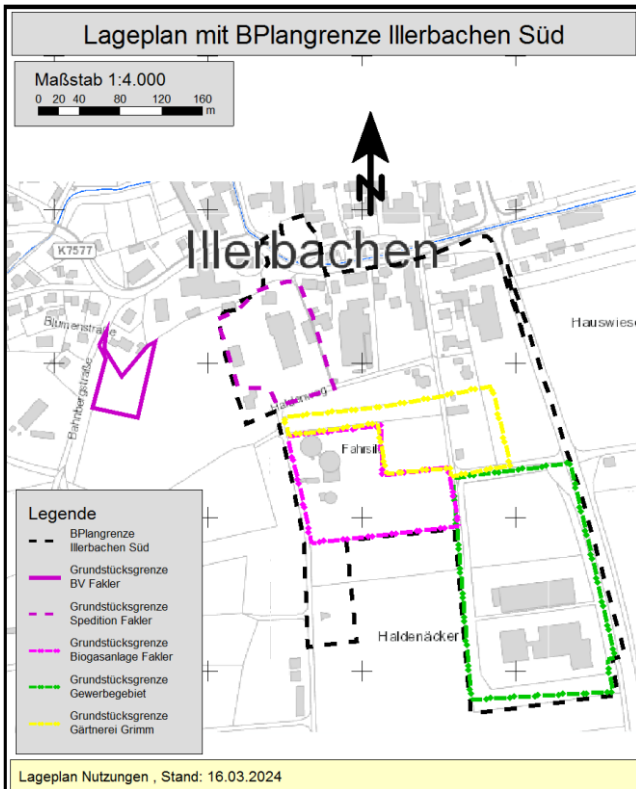 Lageplan mit BPlangrenze Illerbachen Süd
Maßstab 1:4.000
0 20 40 80 120 160
m
N
Illerbachen
K7577
Blumenstraße
Hauswiese
Bahnbergstraße
Haldenweg
Fahrsill
Haldenäcker
Legende
BPlangrenze
Illerbachen Süd
Grundstücksgrenze
BV Fakler
Grundstücksgrenze
Spedition Fakler
Grundstücksgrenze
Biogasanlage Fakler
Grundstücksgrenze
Gewerbegebiet
Grundstücksgrenze
Gärtnerei Grimm
Lageplan Nutzungen , Stand: 16.03.2024